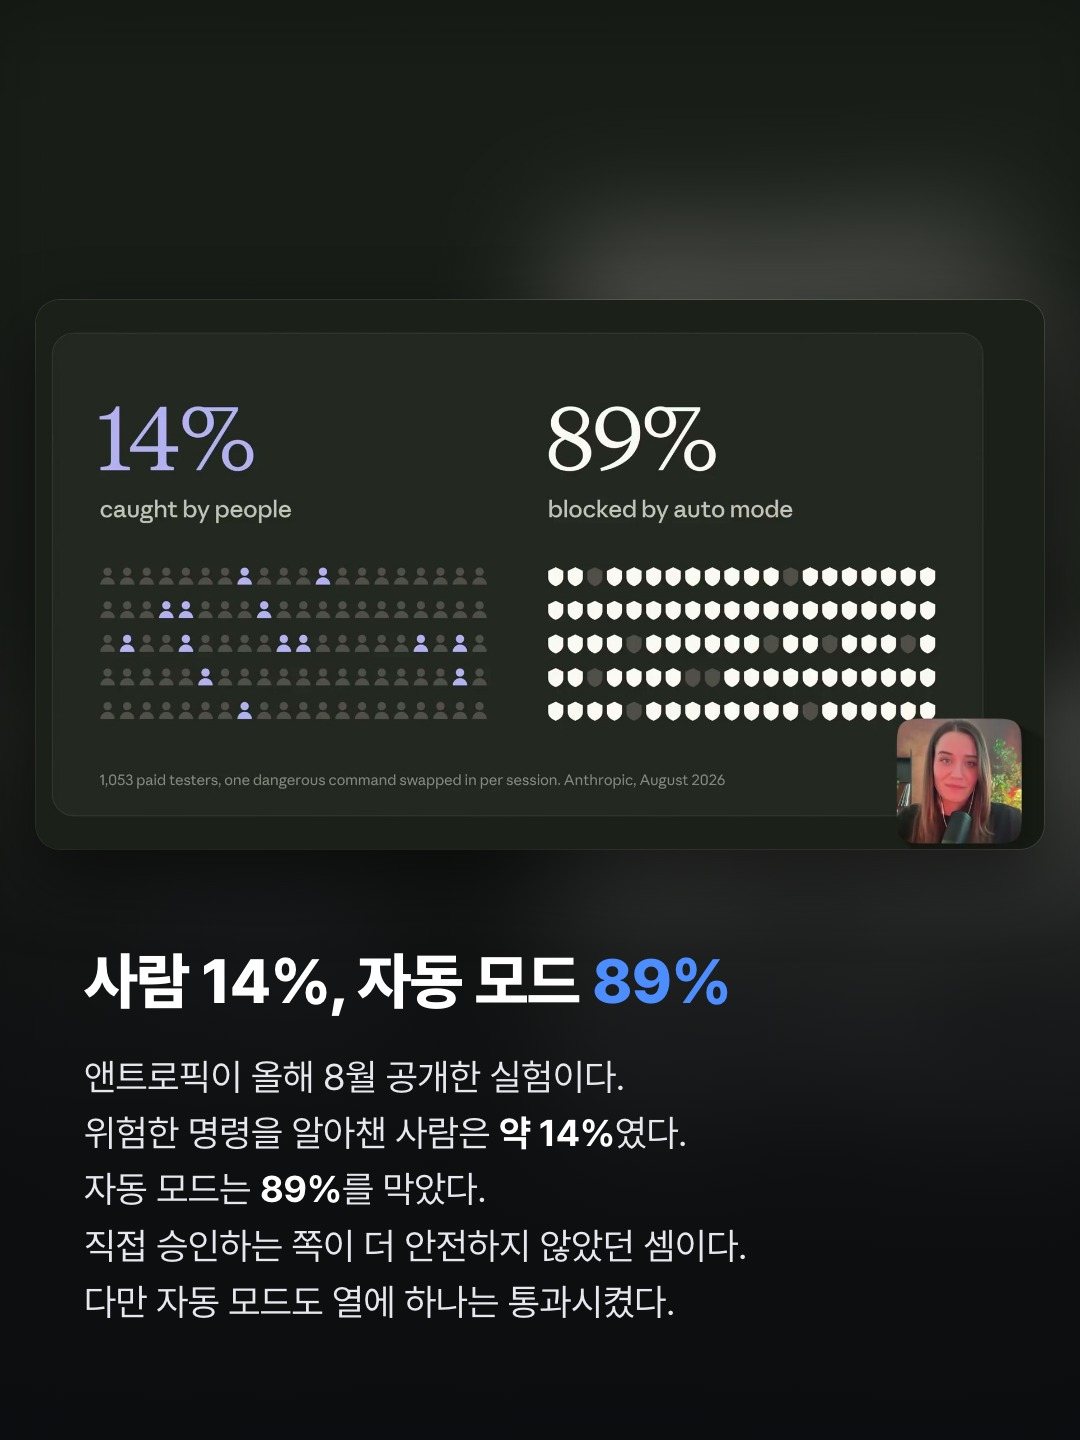 14%
caught by people
89%
blocked by auto mode
1,053 paid testers, one dangerous command swapped in per session. Anthropic, August 2026
사람 14%, 자동 모드 89%
앤트로픽이 올해 8월 공개한 실험이다.
위험한 명령을 알아챈 사람은 약 14%였다.
자동 모드는 89%를 막았다.
직접 승인하는 쪽이 더 안전하지 않았던 셈이다.
다만 자동 모드도 열에 하나는 통과시켰다.